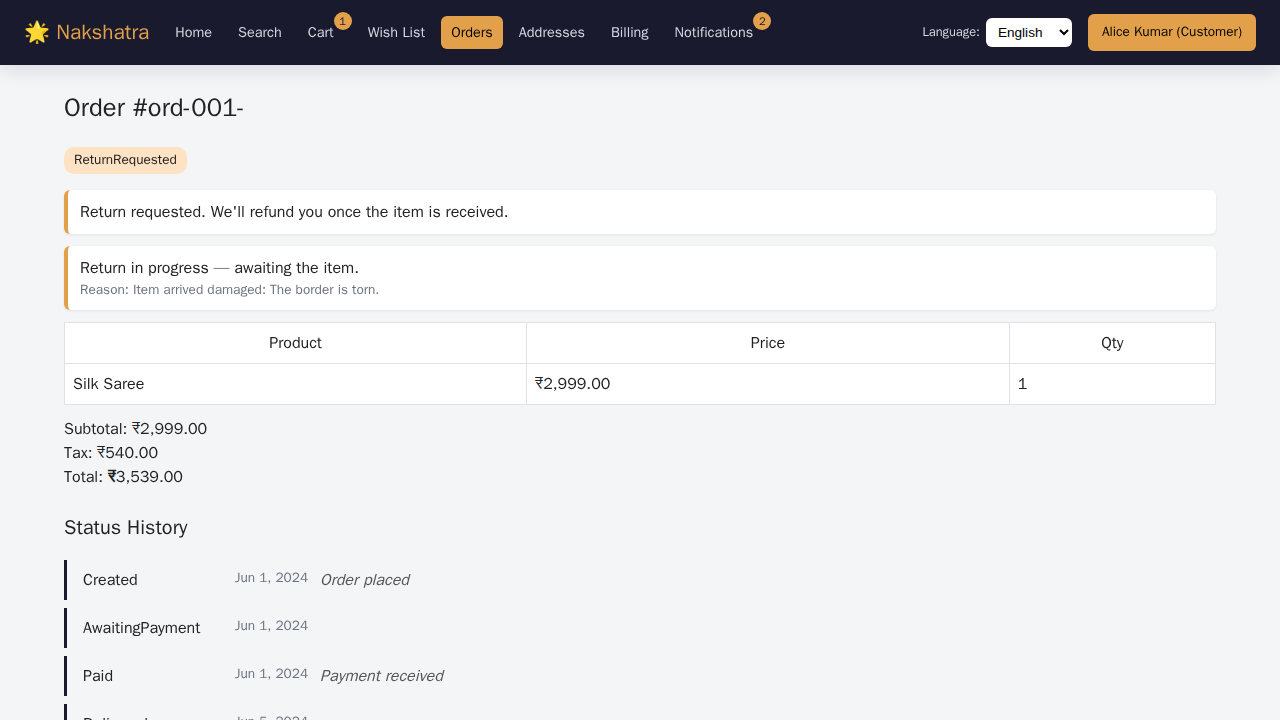 🌟 Nakshatra
Home
Search
Cart
1
Wish List
Orders
Addresses
Billing
Notifications
2
Language:
English
Alice Kumar (Customer)
Order #ord-001-
ReturnRequested
Return requested. We'll refund you once the item is received.
Return in progress — awaiting the item.
Reason: Item arrived damaged: The border is torn.
Product Price Qty
Silk Saree ₹2,999.00 1
Subtotal: ₹2,999.00
Tax: ₹540.00
Total: ₹3,539.00
Status History
Created Jun 1, 2024 Order placed
AwaitingPayment Jun 1, 2024
Paid Jun 1, 2024 Payment received